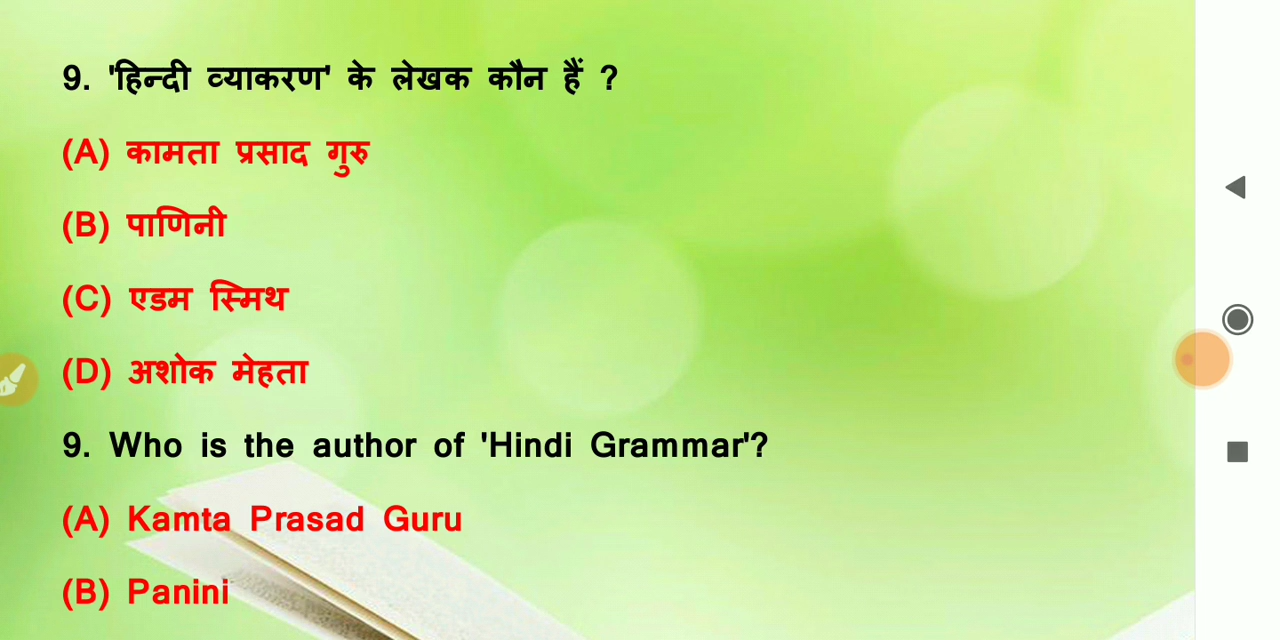 9. 'हिन्दी व्याकरण' के लेखक कौन हैं ?
(A) कामता प्रसाद गुरु
(B) पाणिनी
(C) एडम स्मिथ
(D) अशोक मेहता
9. Who is the author of 'Hindi Grammar'?
(A) Kamta Prasad Guru
(B) Panini